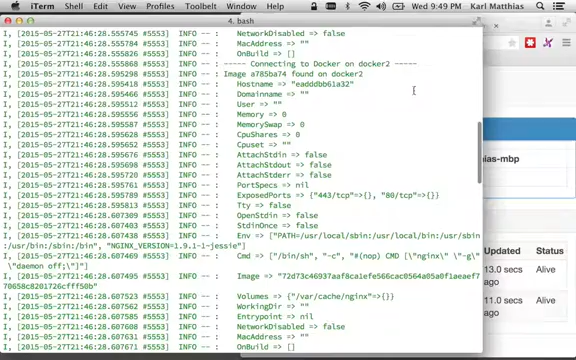 iTerm Shell Edit View Profiles Toolbelt Window Help Wed 9:49 PM Karl Matthias
4. bash
I, [2015-05-27T21:46:28.555745 #5553] INFO -- : NetworkDisabled => false
I, [2015-05-27T21:46:28.555826 #5553] INFO -- : MacAddress => ""
I, [2015-05-27T21:46:28.555868 #5553] INFO -- : OnBuild => []
I, [2015-05-27T21:46:28.565222 #5553] INFO -- : ----- Connecting to Docker on docker2 -----
I, [2015-05-27T21:46:28.595298 #5553] INFO -- : Image a785ba74 found on docker2
I, [2015-05-27T21:46:28.595418 #5553] INFO -- : Hostname => "eadddbb61a32"
I, [2015-05-27T21:46:28.595466 #5553] INFO -- : Domainname => ""
I, [2015-05-27T21:46:28.595512 #5553] INFO -- : User => ""
I, [2015-05-27T21:46:28.595556 #5553] INFO -- : Memory => 0
I, [2015-05-27T21:46:28.595587 #5553] INFO -- : MemorySwap => 0
I, [2015-05-27T21:46:28.595618 #5553] INFO -- : CpuShares => 0
I, [2015-05-27T21:46:28.595647 #5553] INFO -- : Cpuset => ""
I, [2015-05-27T21:46:28.595676 #5553] INFO -- : AttachStdin => false
I, [2015-05-27T21:46:28.595698 #5553] INFO -- : AttachStdout => false
I, [2015-05-27T21:46:28.595720 #5553] INFO -- : AttachStderr => false
I, [2015-05-27T21:46:28.595758 #5553] INFO -- : PortSpecs => nil
I, [2015-05-27T21:46:28.595789 #5553] INFO -- : ExposedPorts => {"443/tcp"=>{}, "80/tcp"=>{}}
I, [2015-05-27T21:46:28.595813 #5553] INFO -- : Tty => false
I, [2015-05-27T21:46:28.607309 #5553] INFO -- : OpenStdin => false
I, [2015-05-27T21:46:28.607403 #5553] INFO -- : StdinOnce => false
I, [2015-05-27T21:46:28.607438 #5553] INFO -- : Env => ["PATH=/usr/local/sbin:/usr/local/bin:/usr/sbin
:/usr/bin:/sbin:/bin", "NGINX_VERSION=1.9.1-1~jessie"]
I, [2015-05-27T21:46:28.607469 #5553] INFO -- : Cmd => ["/bin/sh", "-c", "#(nop) CMD [\"nginx\" \"-g\
" \"daemon off;\"]"]
I, [2015-05-27T21:46:28.607496 #5553] INFO -- : Image => "72d73c46937aaf8ca1efe566cac0564a05a0f1aeaef7
70658c8201726cfff50b"
I, [2015-05-27T21:46:28.607523 #5553] INFO -- : Volumes => {"/var/cache/nginx"=>{}}
I, [2015-05-27T21:46:28.607562 #5553] INFO -- : WorkingDir => ""
I, [2015-05-27T21:46:28.607585 #5553] INFO -- : Entrypoint => nil
I, [2015-05-27T21:46:28.607608 #5553] INFO -- : NetworkDisabled => false
I, [2015-05-27T21:46:28.607631 #5553] INFO -- : MacAddress => ""
I, [2015-05-27T21:46:28.607671 #5553] INFO -- : OnBuild => []
ias-mbp
Updated Status
13.0 secs ago Alive
11.0 secs ago Alive